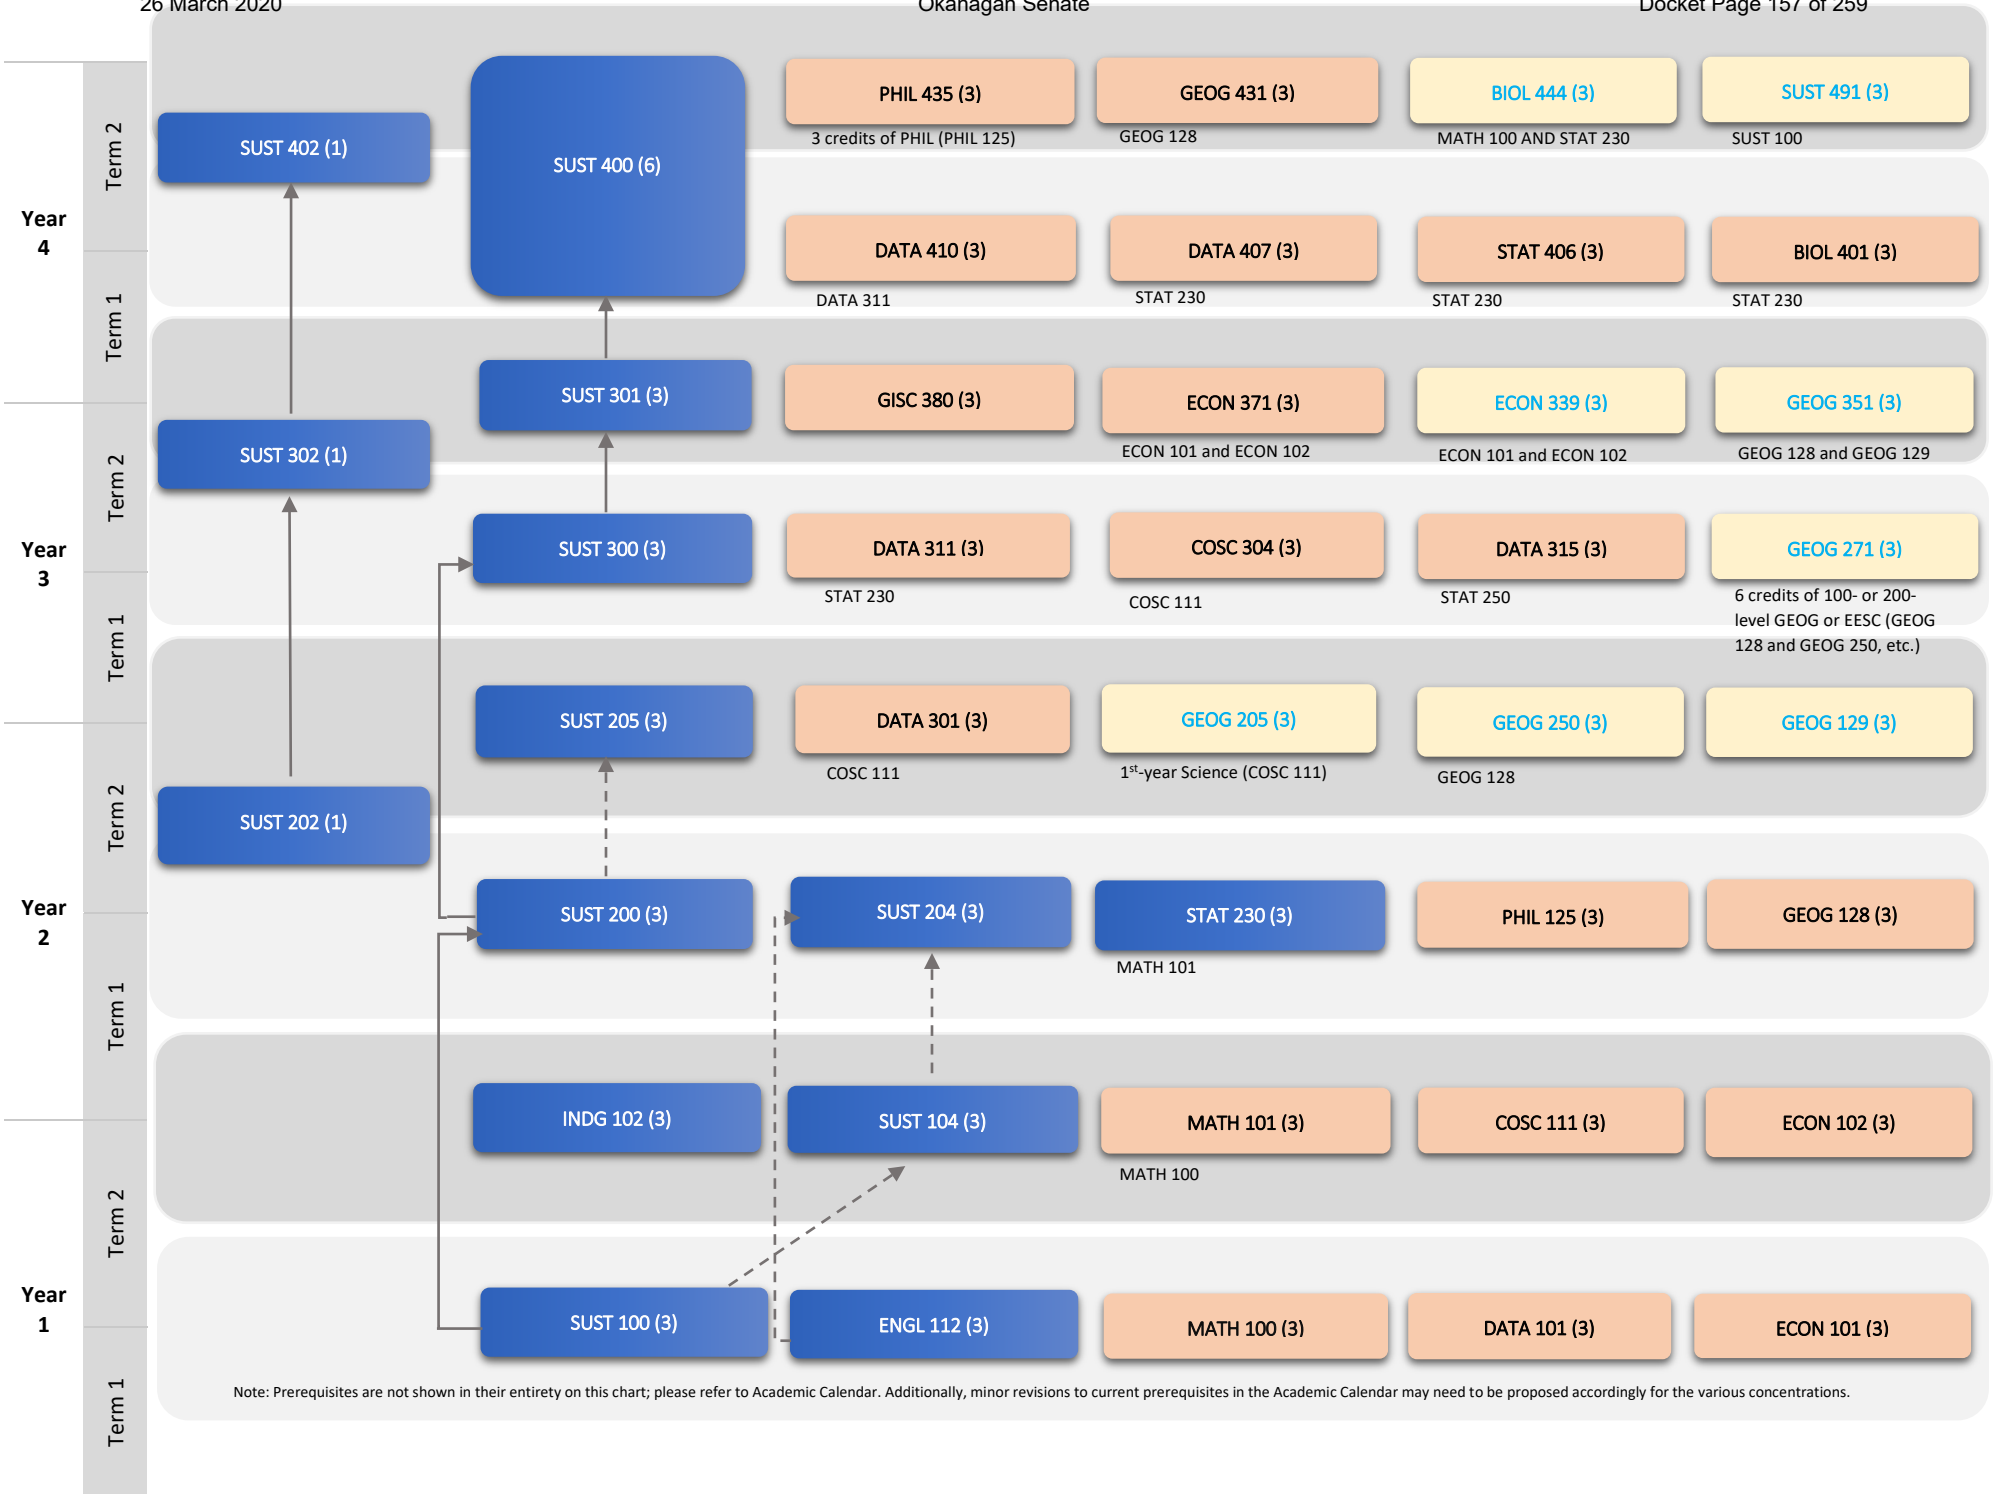 26 March 2020 Okanagan Senate Docket Page 157 of 259
PHIL 435 (3) GEOG 431 (3) BIOL 444 (3) SUST 491 (3)
3 credits of PHIL (PHIL 125) GEOG 128 MATH 100 AND STAT 230 SUST 100
SUST 402 (1) SUST 400 (6)
Term 2
Year
4
DATA 410 (3) DATA 407 (3) STAT 406 (3) BIOL 401 (3)
DATA 311 STAT 230 STAT 230 STAT 230
Term 1
SUST 301 (3) GISC 380 (3) ECON 371 (3) ECON 339 (3) GEOG 351 (3)
ECON 101 and ECON 102 ECON 101 and ECON 102 GEOG 128 and GEOG 129
SUST 302 (1)
Term 2
Year
3
SUST 300 (3) DATA 311 (3) COSC 304 (3) DATA 315 (3) GEOG 271 (3)
STAT 230 COSC 111 STAT 250 6 credits of 100- or 200-
level GEOG or EESC (GEOG
128 and GEOG 250, etc.)
Term 1
SUST 205 (3) DATA 301 (3) GEOG 205 (3) GEOG 250 (3) GEOG 129 (3)
COSC 111 1st-year Science (COSC 111) GEOG 128
SUST 202 (1)
Term 2
Year
2
SUST 200 (3) SUST 204 (3) STAT 230 (3) PHIL 125 (3) GEOG 128 (3)
MATH 101
Term 1
INDG 102 (3) SUST 104 (3) MATH 101 (3) COSC 111 (3) ECON 102 (3)
MATH 100
Term 2
Year
1
SUST 100 (3) ENGL 112 (3) MATH 100 (3) DATA 101 (3) ECON 101 (3)
Term 1
Note: Prerequisites are not shown in their entirety on this chart; please refer to Academic Calendar. Additionally, minor revisions to current prerequisites in the Academic Calendar may need to be proposed accordingly for the various concentrations.